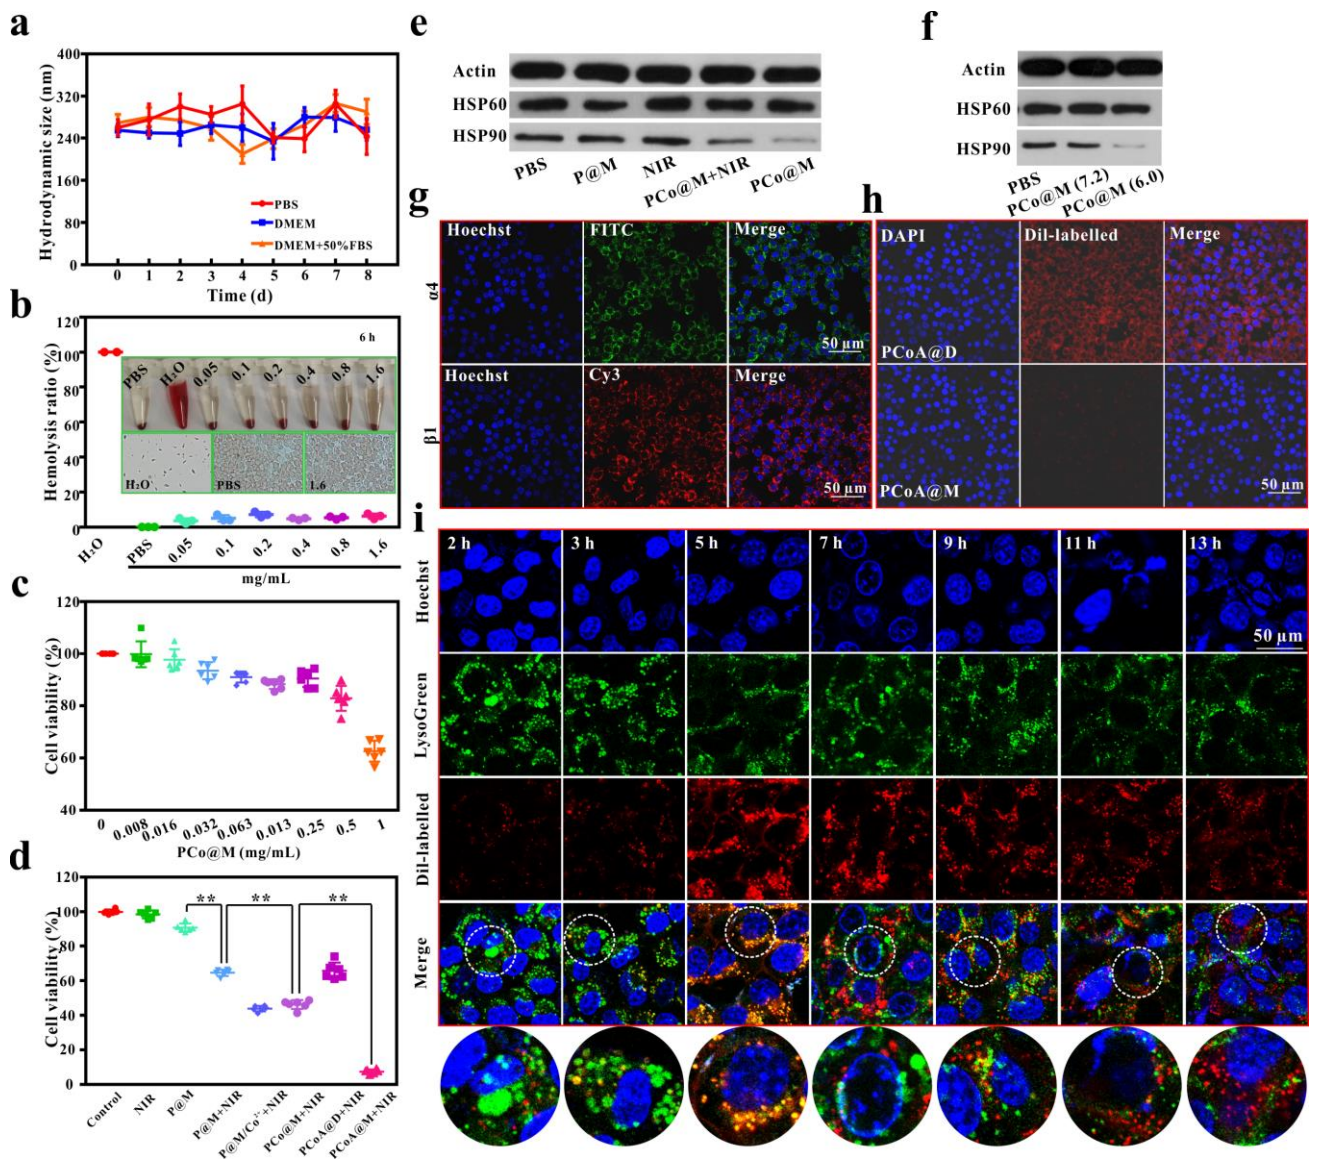 a
400
320
240
160
80
0
Hydrodynamic size (nm)
PBS
DMEM
DMEM+50%FBS
0 1 2 3 4 5 6 7 8
Time (d)
b
120
100
80
60
40
20
0
Hemolysis ratio (%)
6 h
PBS H₂O 0.05 0.1 0.2 0.4 0.8 1.6
H₂O PBS 1.6
H₂O PBS 0.05 0.1 0.2 0.4 0.8 1.6
mg/mL
c
120
100
80
60
40
Cell viability (%)
0 0.008 0.016 0.032 0.063 0.013 0.25 0.5 1
PCo@M (mg/mL)
d
120
100
80
60
40
20
0
Cell viability (%)
** ** **
Control NIR P@M P@M+NIR P@M/Co²⁺+NIR PCo@M+NIR PCoA@D+NIR PCoA@M+NIR
e
Actin
HSP60
HSP90
PBS P@M NIR PCo@M+NIR PCo@M
f
Actin
HSP60
HSP90
PBS PCo@M (7.2) PCo@M (6.0)
g
Hoechst FITC Merge
α4
50 µm
Hoechst Cy3 Merge
β1
50 µm
h
DAPI Dil-labelled Merge
PCoA@D
PCoA@M
50 µm
i
2 h 3 h 5 h 7 h 9 h 11 h 13 h
Hoechst
50 µm
LysoGreen
Dil-labelled
Merge